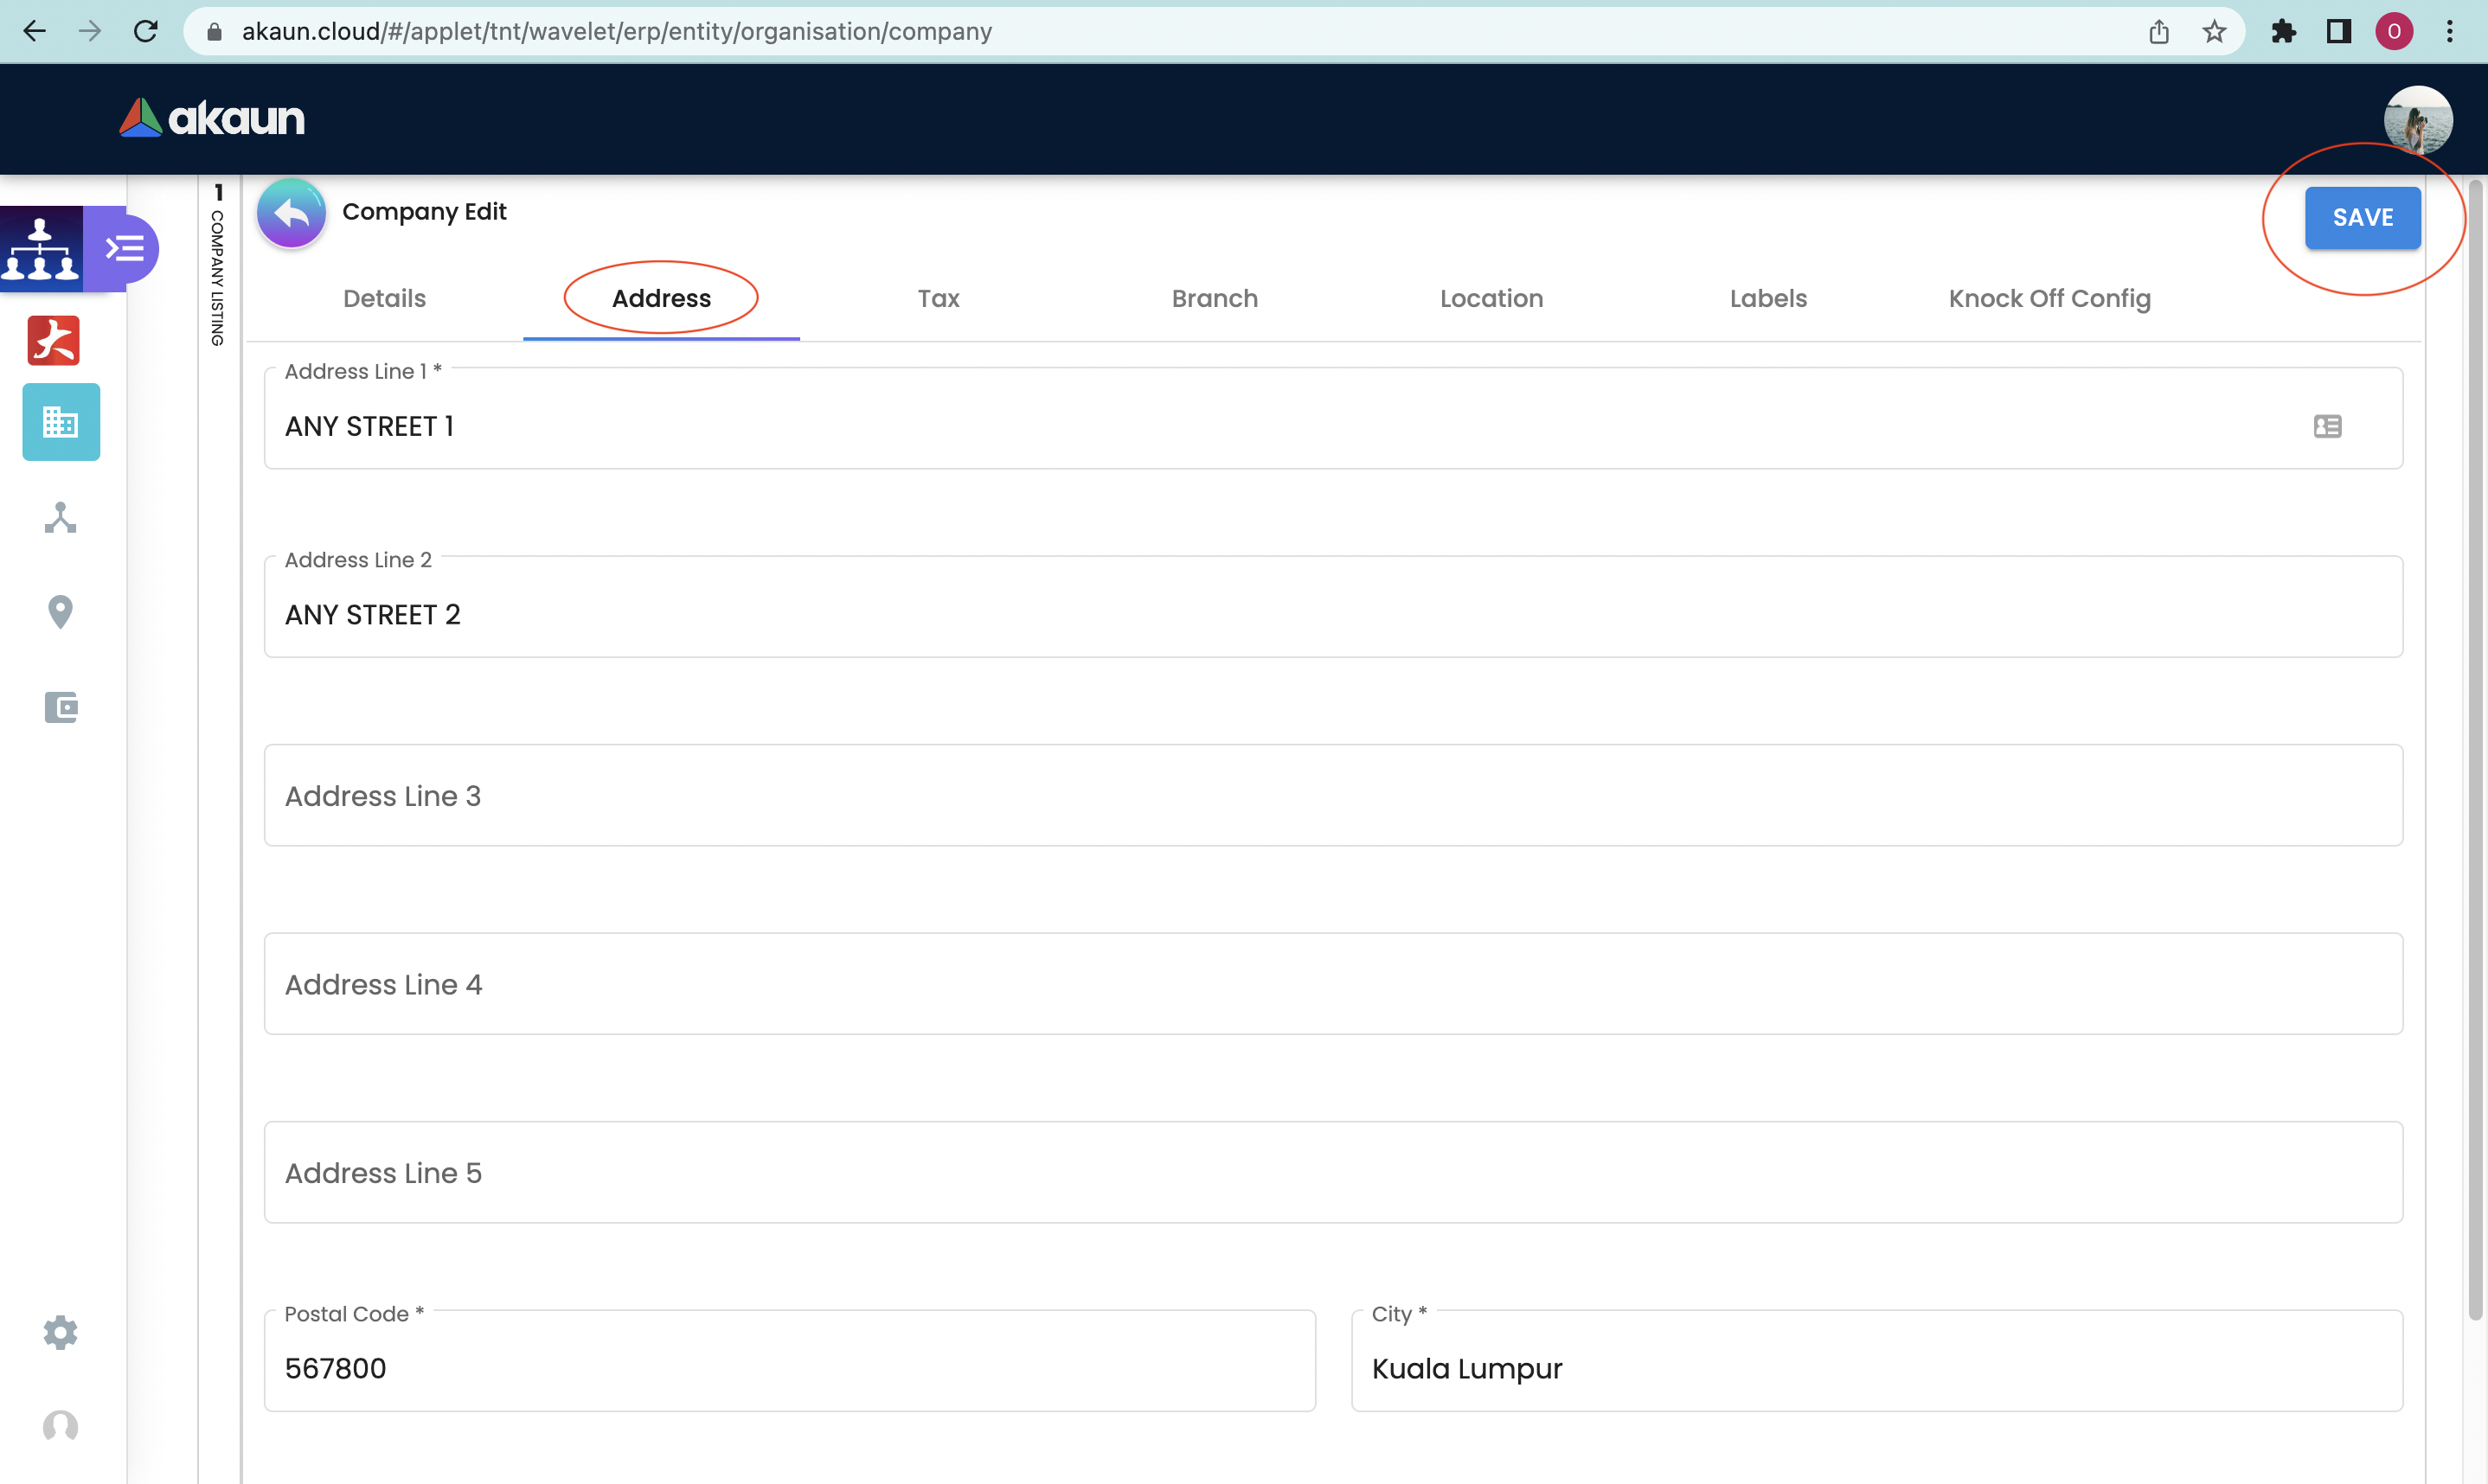 akaun.cloud/#/applet/tnt/wavelet/erp/entity/organisation/company
O
akaun
1 COMPANY LISTING
Company Edit
SAVE
Details Address Tax Branch Location Labels Knock Off Config
Address Line 1 *
ANY STREET 1
Address Line 2
ANY STREET 2
Address Line 3
Address Line 4
Address Line 5
Postal Code * City *
567800 Kuala Lumpur